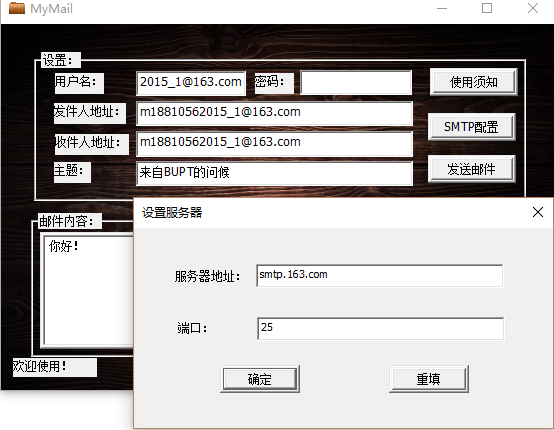 MyMail
设置:
用户名: 2015_1@163.com 密码: 使用须知
发件人地址: m18810562015_1@163.com SMTP配置
收件人地址: m18810562015_1@163.com
主题: 来自BUPT的问候 发送邮件
邮件内容:
你好!
欢迎使用!
设置服务器
服务器地址: smtp.163.com
端口: 25
确定 重填